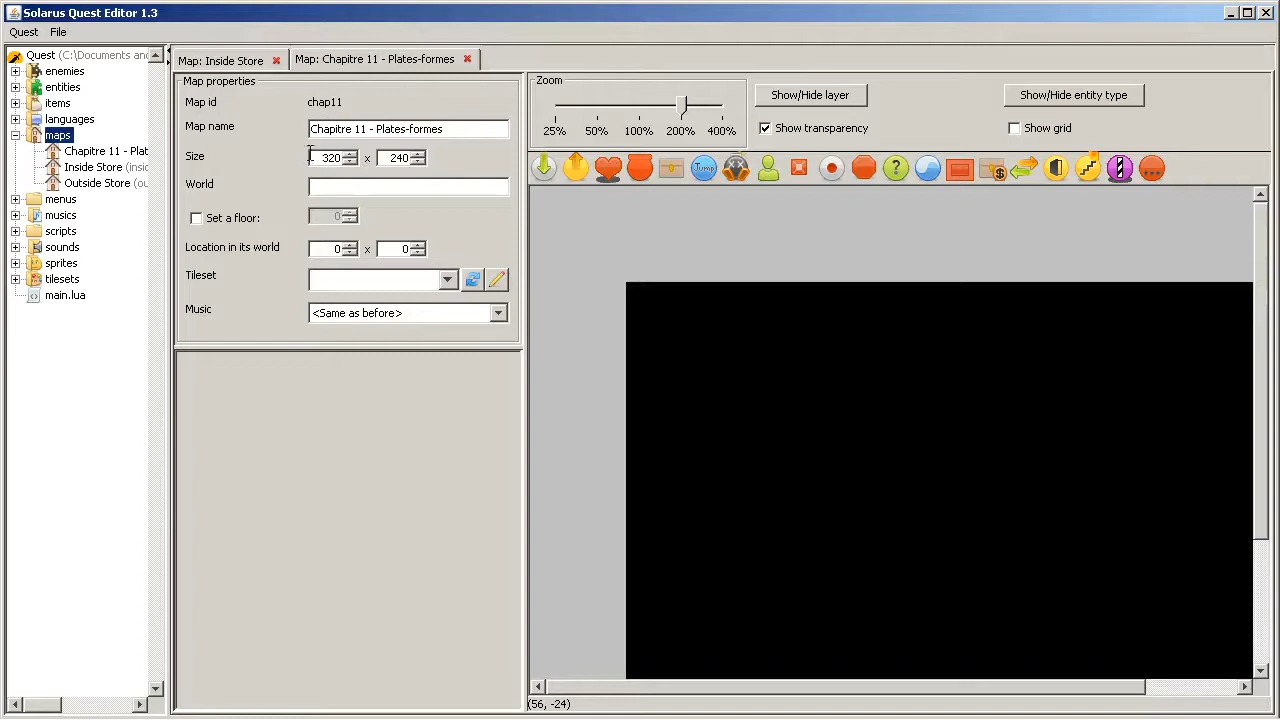 Solarus Quest Editor 1.3
Quest File
Quest (C:\Documents and
enemies
entities
items
languages
maps
Chapitre 11 - Plat
Inside Store (insi
Outside Store (ou
menus
musics
scripts
sounds
sprites
tilesets
main.lua
Map: Inside Store
Map: Chapitre 11 - Plates-formes
Map properties
Map id chap11
Map name Chapitre 11 - Plates-formes
Size 320 x 240
World
Set a floor: 0
Location in its world 0 x 0
Tileset
Music <Same as before>
Zoom
25% 50% 100% 200% 400%
Show/Hide layer
Show/Hide entity type
Show transparency
Show grid
Jump
?
$
...
(56, -24)